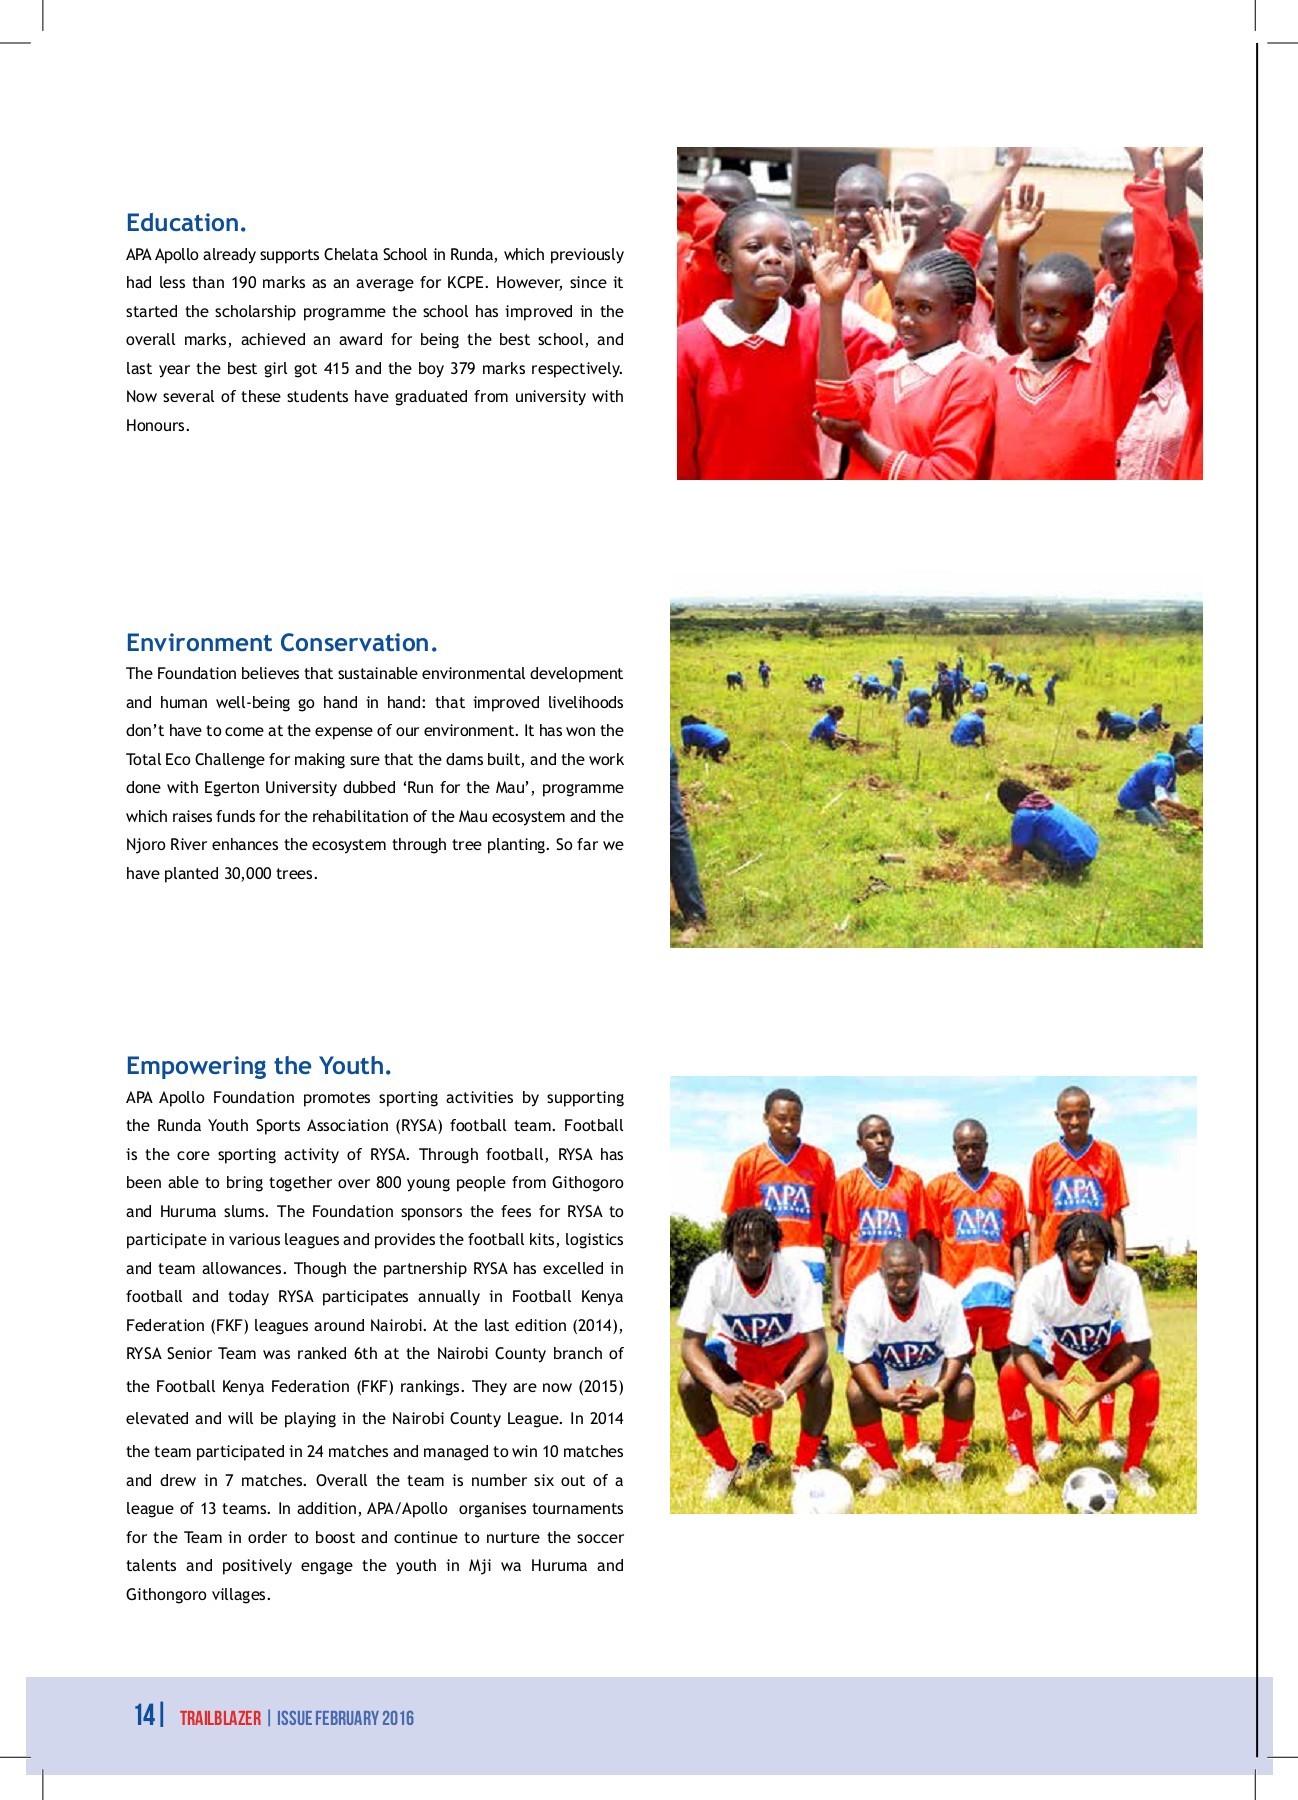 Education.
APA Apollo already supports Chelata School in Runda, which previously
had less than 190 marks as an average for KCPE. However, since it
started the scholarship programme the school has improved in the
overall marks, achieved an award for being the best school, and
last year the best girl got 415 and the boy 379 marks respectively.
Now several of these students have graduated from university with
Honours.
Environment Conservation.
The Foundation believes that sustainable environmental development
and human well-being go hand in hand: that improved livelihoods
don’t have to come at the expense of our environment. It has won the
Total Eco Challenge for making sure that the dams built, and the work
done with Egerton University dubbed ‘Run for the Mau’, programme
which raises funds for the rehabilitation of the Mau ecosystem and the
Njoro River enhances the ecosystem through tree planting. So far we
have planted 30,000 trees.
Empowering the Youth.
APA Apollo Foundation promotes sporting activities by supporting
the Runda Youth Sports Association (RYSA) football team. Football
is the core sporting activity of RYSA. Through football, RYSA has
been able to bring together over 800 young people from Githogoro
and Huruma slums. The Foundation sponsors the fees for RYSA to
participate in various leagues and provides the football kits, logistics
and team allowances. Though the partnership RYSA has excelled in
football and today RYSA participates annually in Football Kenya
Federation (FKF) leagues around Nairobi. At the last edition (2014),
RYSA Senior Team was ranked 6th at the Nairobi County branch of
the Football Kenya Federation (FKF) rankings. They are now (2015)
elevated and will be playing in the Nairobi County League. In 2014
the team participated in 24 matches and managed to win 10 matches
and drew in 7 matches. Overall the team is number six out of a
league of 13 teams. In addition, APA/Apollo organises tournaments
for the Team in order to boost and continue to nurture the soccer
talents and positively engage the youth in Mji wa Huruma and
Githongoro villages.
APA
APA
APA
APA
APA
APA
APA
14| TRAILBLAZER | ISSUE FEBRUARY 2016